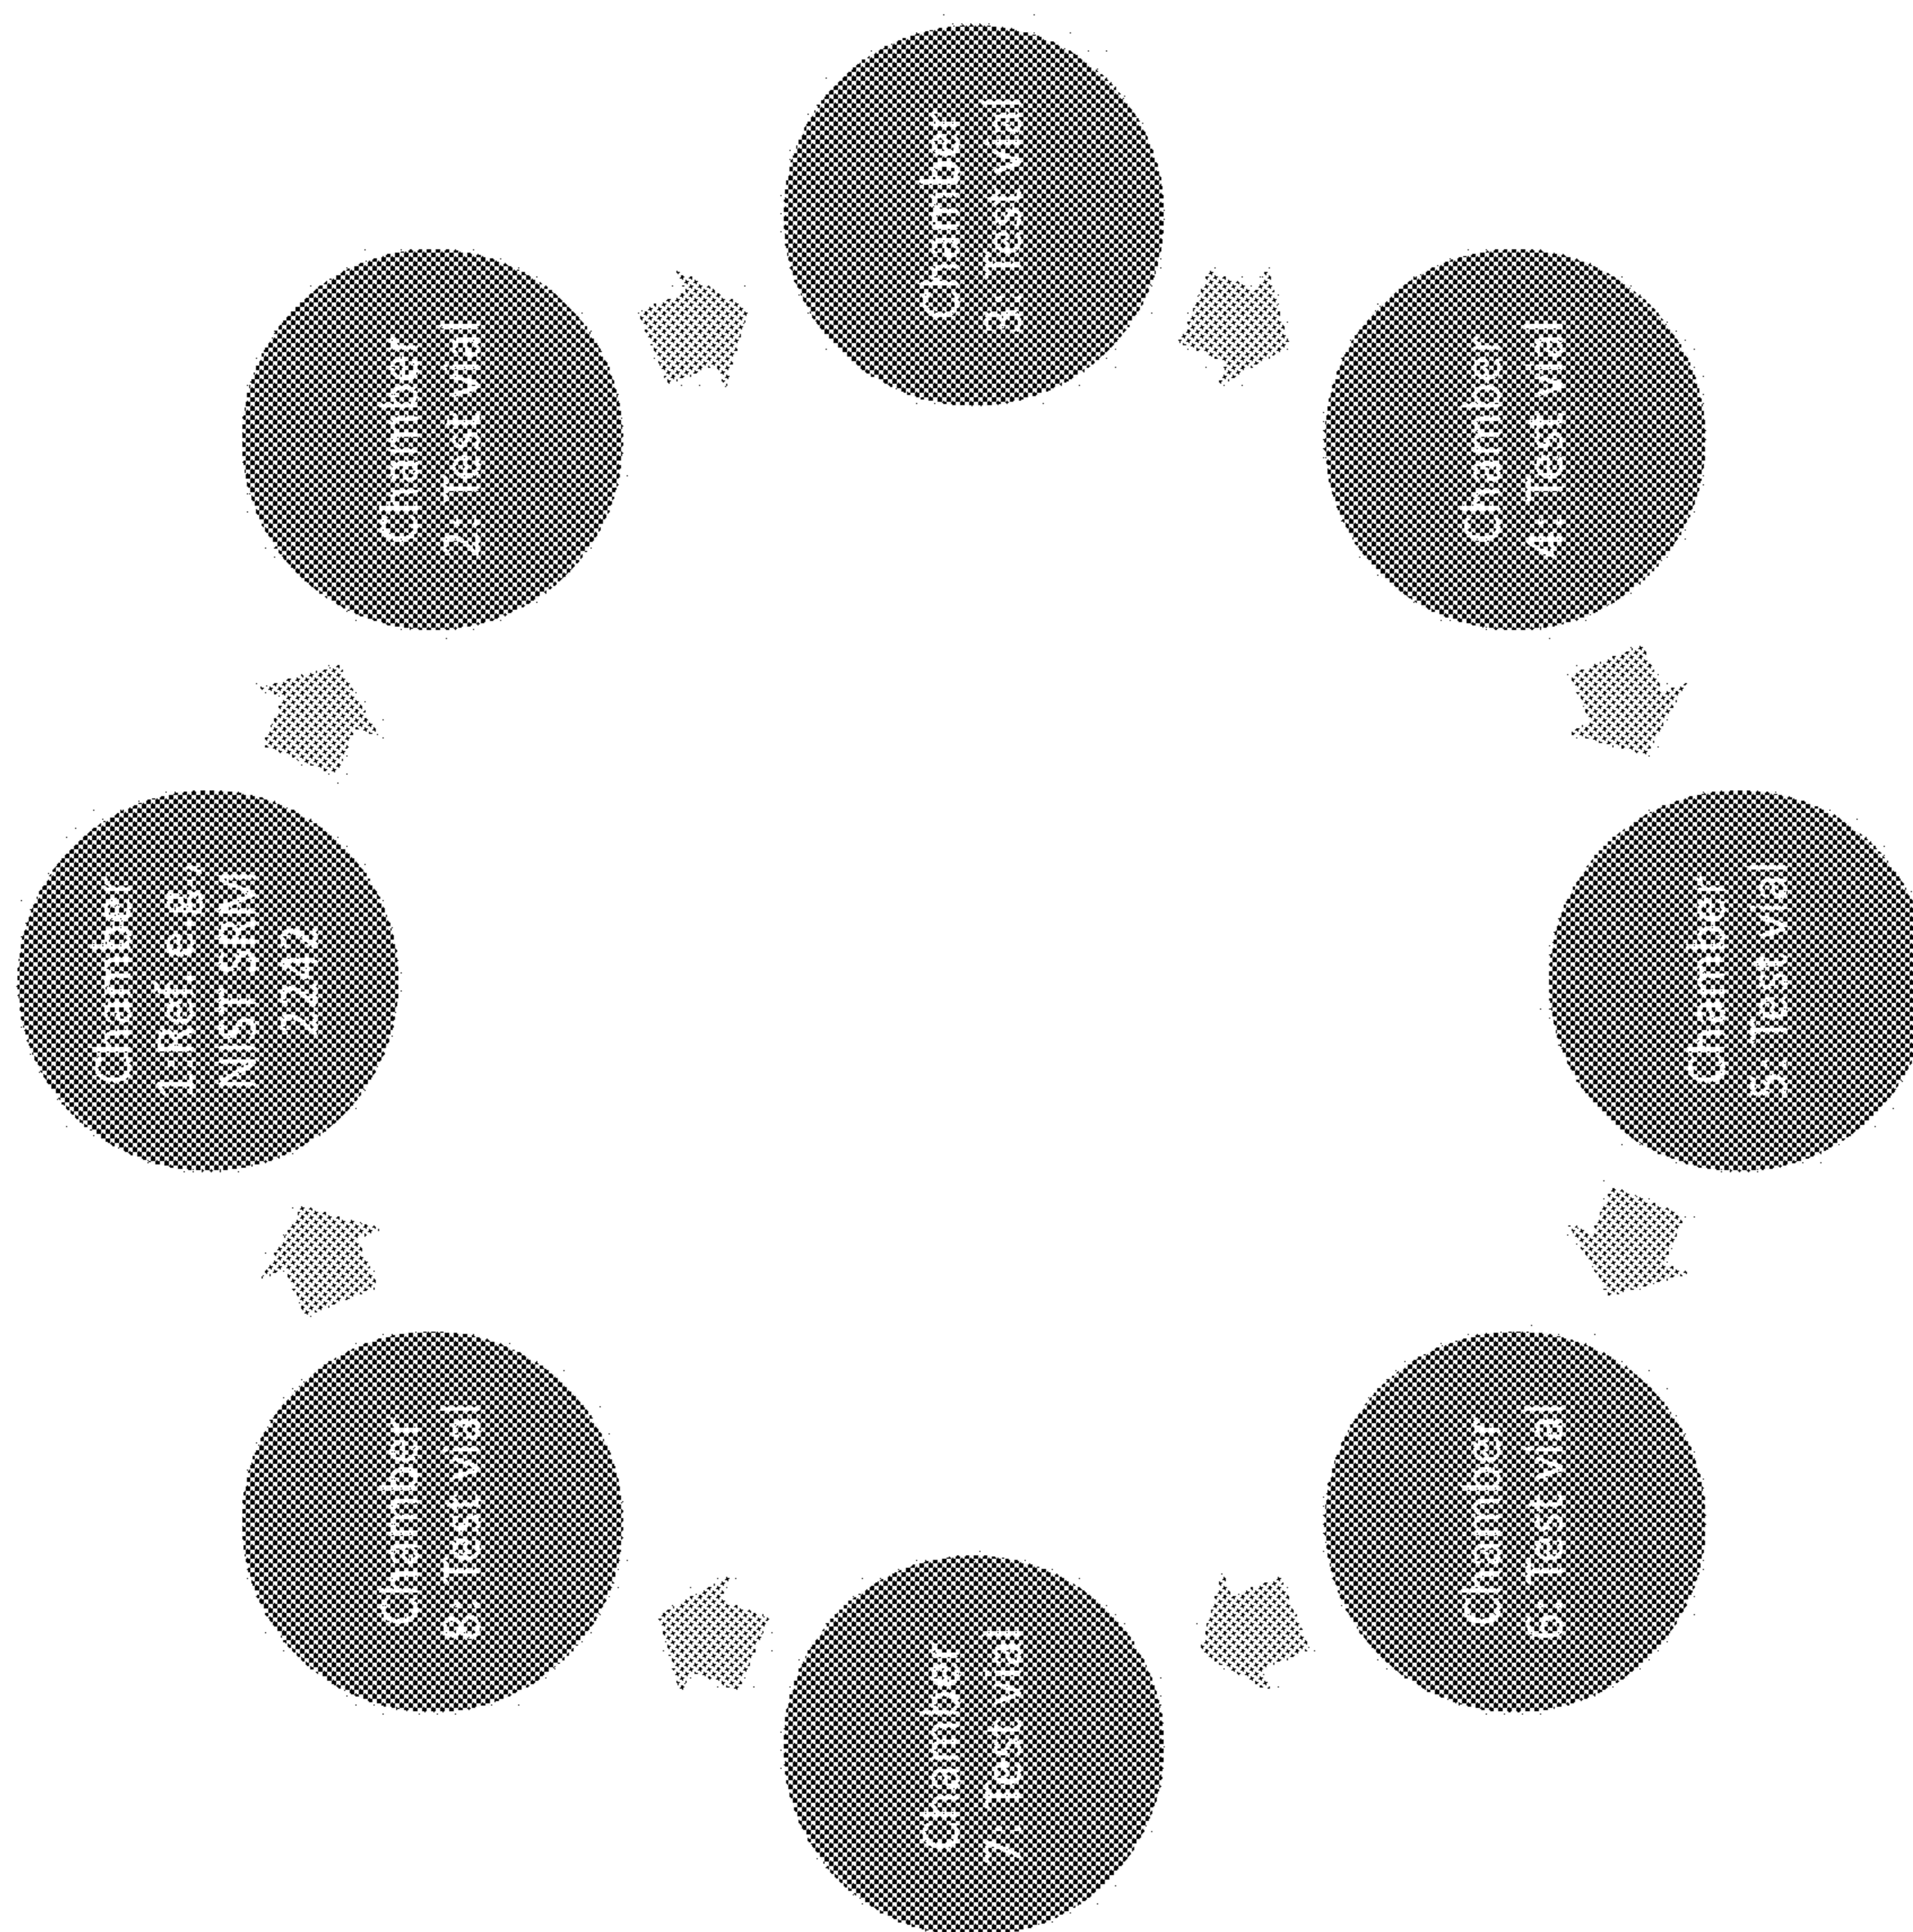 Chamber
1:Ref. e.g.,
NIST SRM
2242
Chamber
2: Test vial
Chamber
3: Test vial
Chamber
4: Test vial
Chamber
5: Test vial
Chamber
6: Test vial
Chamber
7: Test vial
Chamber
8: Test vial